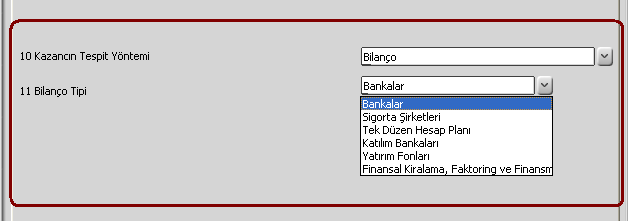 10 Kazancın Tespit Yöntemi
Bilanço
11 Bilanço Tipi
Bankalar
Bankalar
Sigorta Şirketleri
Tek Düzen Hesap Planı
Katılım Bankaları
Yatırım Fonları
Finansal Kiralama, Faktoring ve Finansm